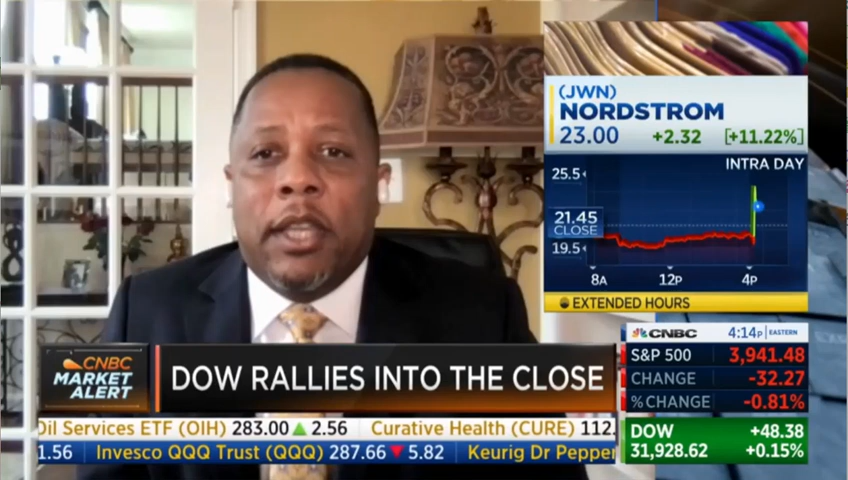 (JWN)
NORDSTROM
23.00 +2.32 [+11.22%]
INTRA DAY
25.5
21.45
CLOSE
19.5
8A 12P 4P
EXTENDED HOURS
CNBC 4:14P EASTERN
S&P 500 3,941.48
CHANGE -32.27
% CHANGE -0.81%
DOW +48.38
31,928.62 +0.15%
CNBC
MARKET
ALERT
DOW RALLIES INTO THE CLOSE
Oil Services ETF (OIH) 283.00 ▲ 2.56 Curative Health (CURE) 112.
1.56 Invesco QQQ Trust (QQQ) 287.66 ▼ 5.82 Keurig Dr Pepper